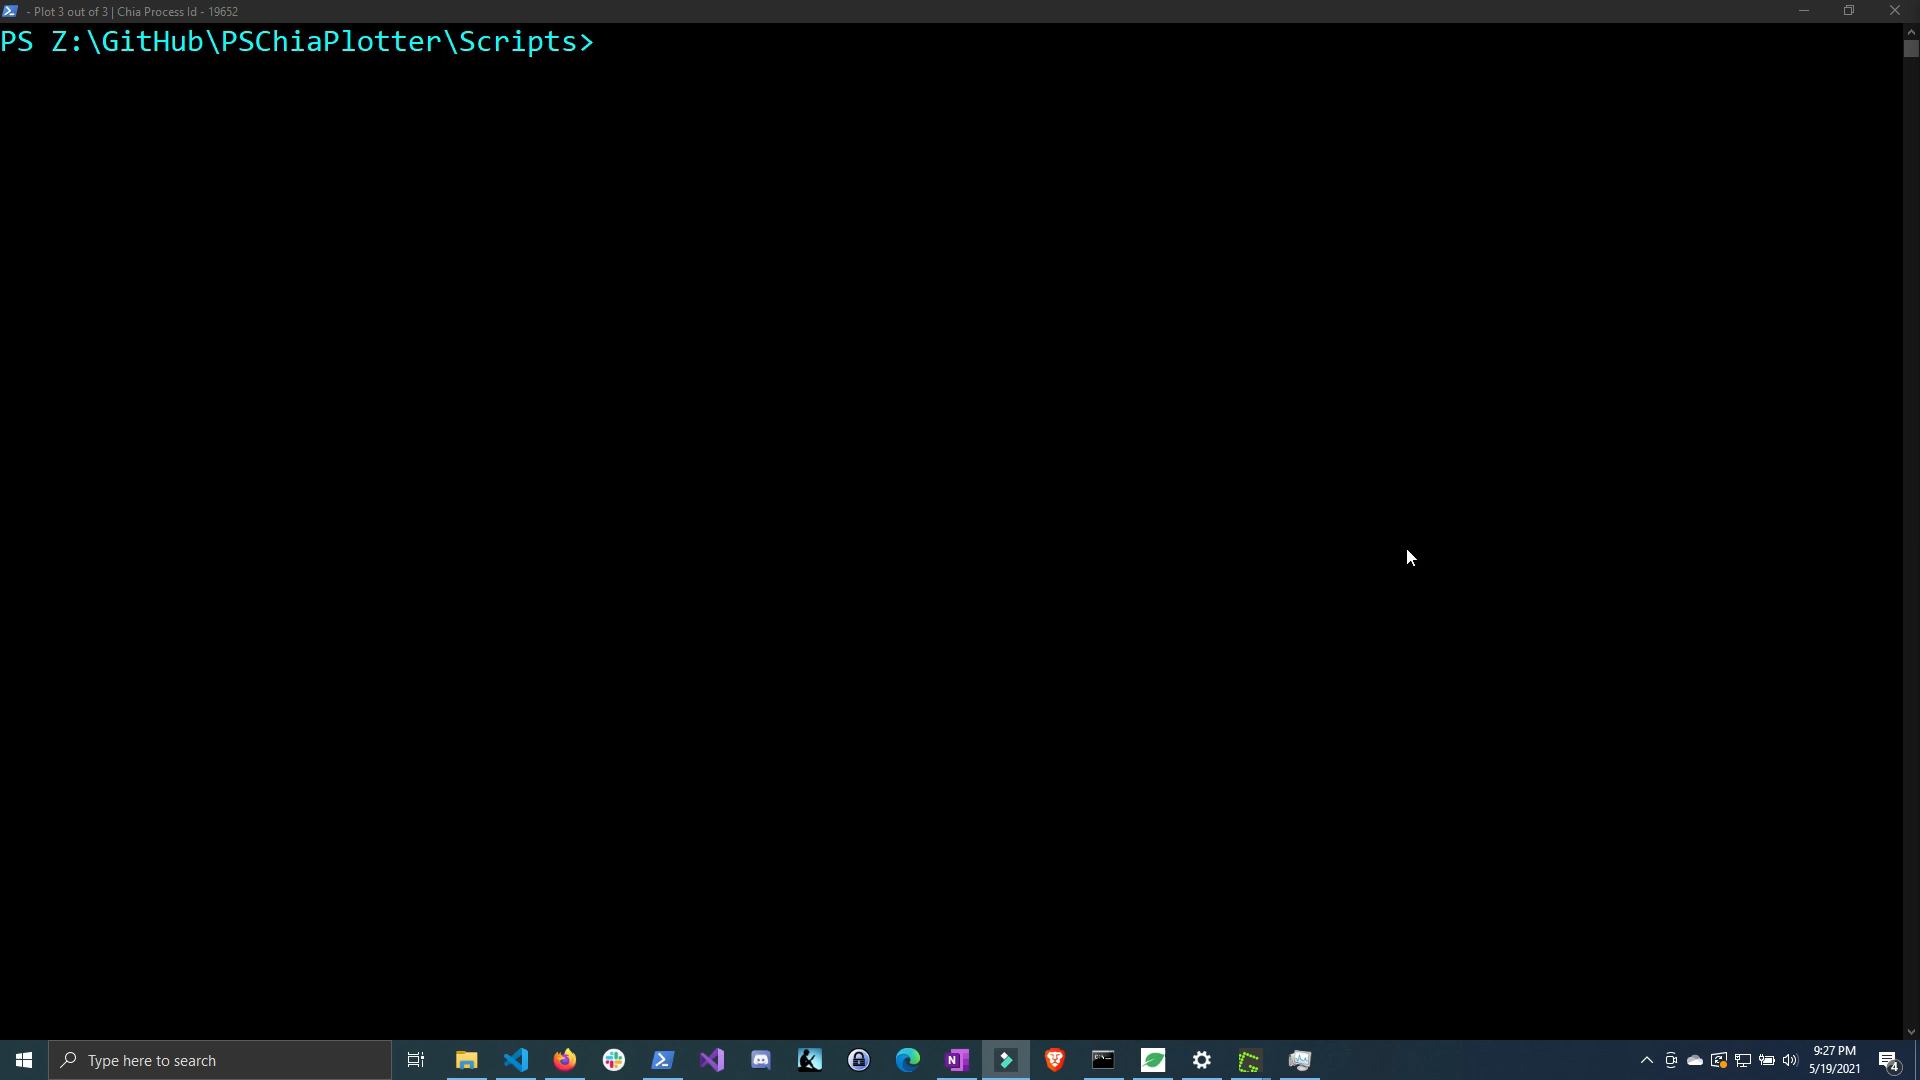 - Plot 3 out of 3 | Chia Process Id - 19652
PS Z:\GitHub\PSChiaPlotter\Scripts>
Type here to search
N
9:27 PM
5/19/2021
4